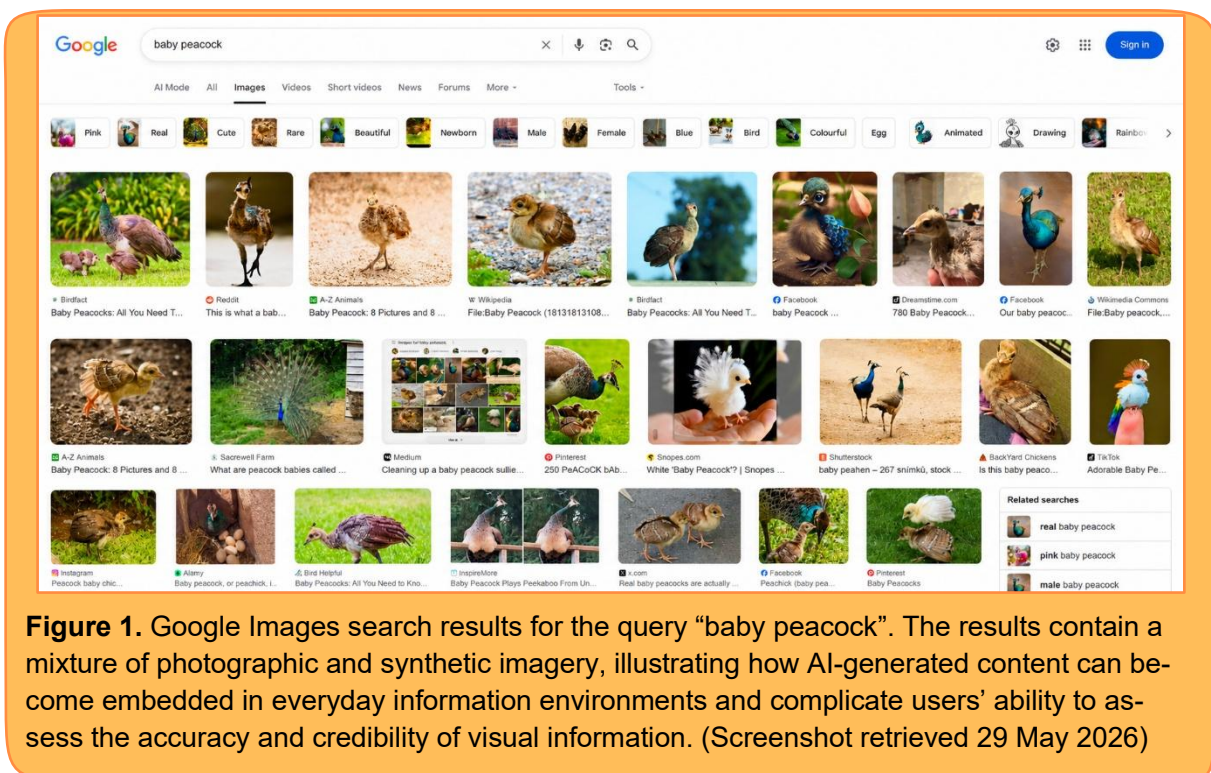 Google
baby peacock
Sign in
AI Mode All Images Videos Short videos News Forums More Tools
Pink Real Cute Rare Beautiful Newborn Male Female Blue Bird Colourful Egg Animated Drawing Rainbo
Birdfact
Baby Peacocks: All You Need T...
Reddit
This is what a bab...
A-Z Animals
Baby Peacock: 8 Pictures and 8 ...
Wikipedia
File:Baby Peacock (18131813108...
Birdfact
Baby Peacocks: All You Need T...
Facebook
baby Peacock ...
Dreamstime.com
780 Baby Peacock...
Facebook
Our baby peacoc...
Wikimedia Commons
File:Baby peacock,...
A-Z Animals
Baby Peacock: 8 Pictures and 8 ...
Sacrewell Farm
What are peacock babies called ...
Medium
Cleaning up a baby peacock sullie...
Pinterest
250 PeACoCK bAb...
Snopes.com
White 'Baby Peacock'? | Snopes ...
Shutterstock
baby peahen – 267 snímků, stock ...
BackYard Chickens
Is this baby peaco...
TikTok
Adorable Baby Pe...
Instagram
Peacock baby chic...
Alamy
Baby peacock, or peachick, i...
Bird Helpful
Baby Peacocks: All You Need to Kno...
InspireMore
Baby Peacock Plays Peekaboo From Un...
x.com
Real baby peacocks are actually ...
Facebook
Peachick (baby pea...
Pinterest
Baby Peacocks
Related searches
real baby peacock
pink baby peacock
male baby peacock
Figure 1. Google Images search results for the query “baby peacock”. The results contain a
mixture of photographic and synthetic imagery, illustrating how AI-generated content can be-
come embedded in everyday information environments and complicate users’ ability to as-
sess the accuracy and credibility of visual information. (Screenshot retrieved 29 May 2026)